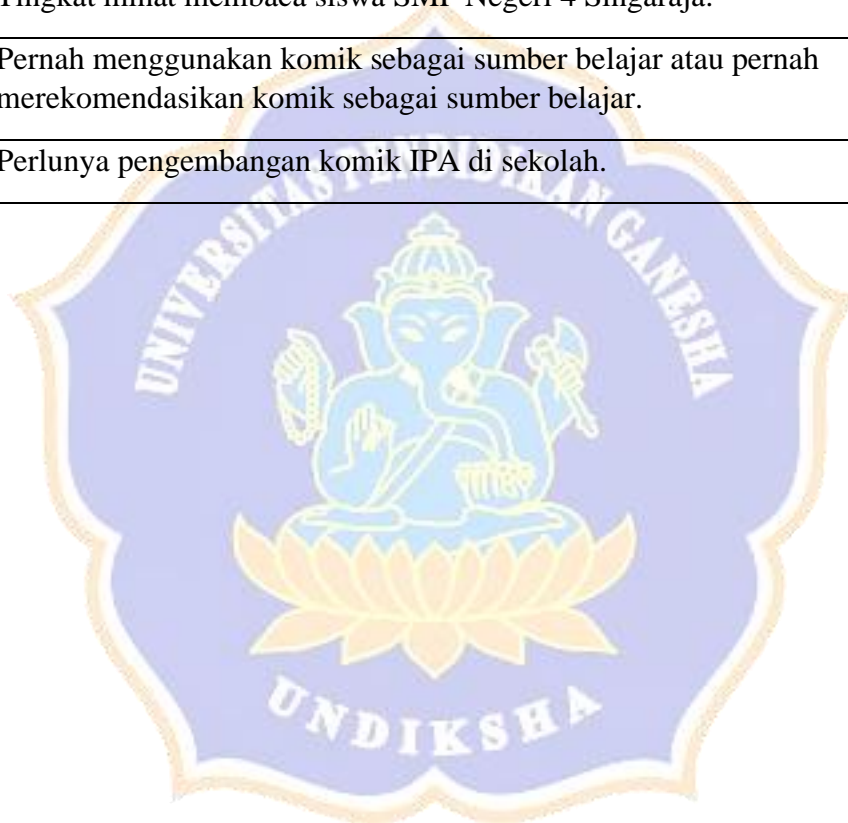 Tingkat minat membaca siswa SMP Negeri 4 Singaraja.
Pernah menggunakan komik sebagai sumber belajar atau pernah
merekomendasikan komik sebagai sumber belajar.
Perlunya pengembangan komik IPA di sekolah.
UNIVERSITAS PENDIDIKAN GANESHA
UNDIKSHA